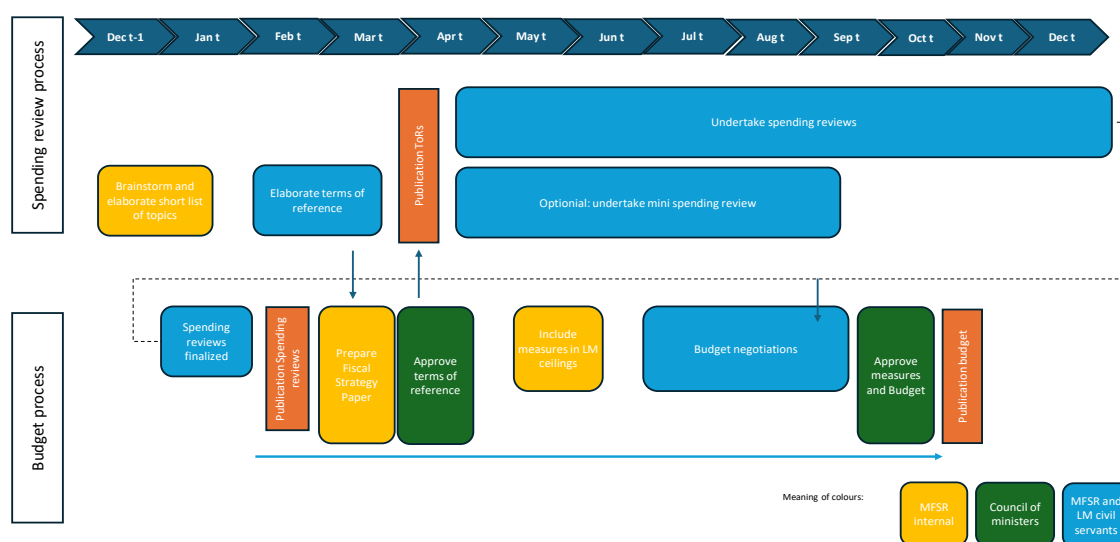 Dec t-1
Jan t
Feb t
Mar t
Apr t
May t
Jun t
Jul t
Aug t
Sep t
Oct t
Nov t
Dec t
Spending review process
Publication ToRs
Undertake spending reviews
Brainstorm and
elaborate short list
of topics
Elaborate terms of
reference
Optionial: undertake mini spending review
Budget process
Spending
reviews
finalized
Publication Spending
reviews
Prepare
Fiscal
Strategy
Paper
Approve
terms of
reference
Include
measures in LM
ceilings
Budget negotiations
Approve
measures
and Budget
Publication budget
Meaning of colours:
MFSR
internal
Council of
ministers
MFSR and
LM civil
servants